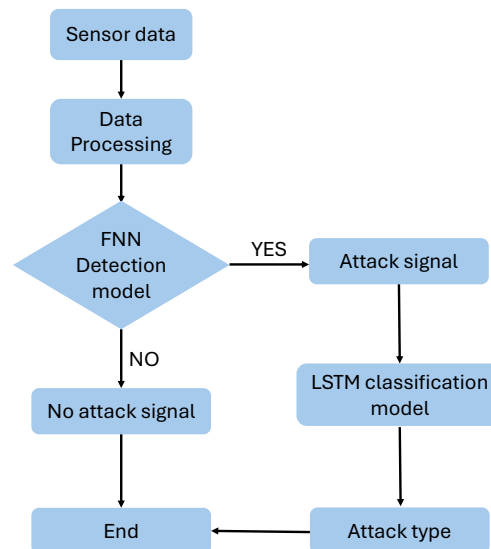 Sensor data
Data
Processing
FNN
Detection
model
YES
Attack signal
NO
No attack signal
LSTM classification
model
End
Attack type